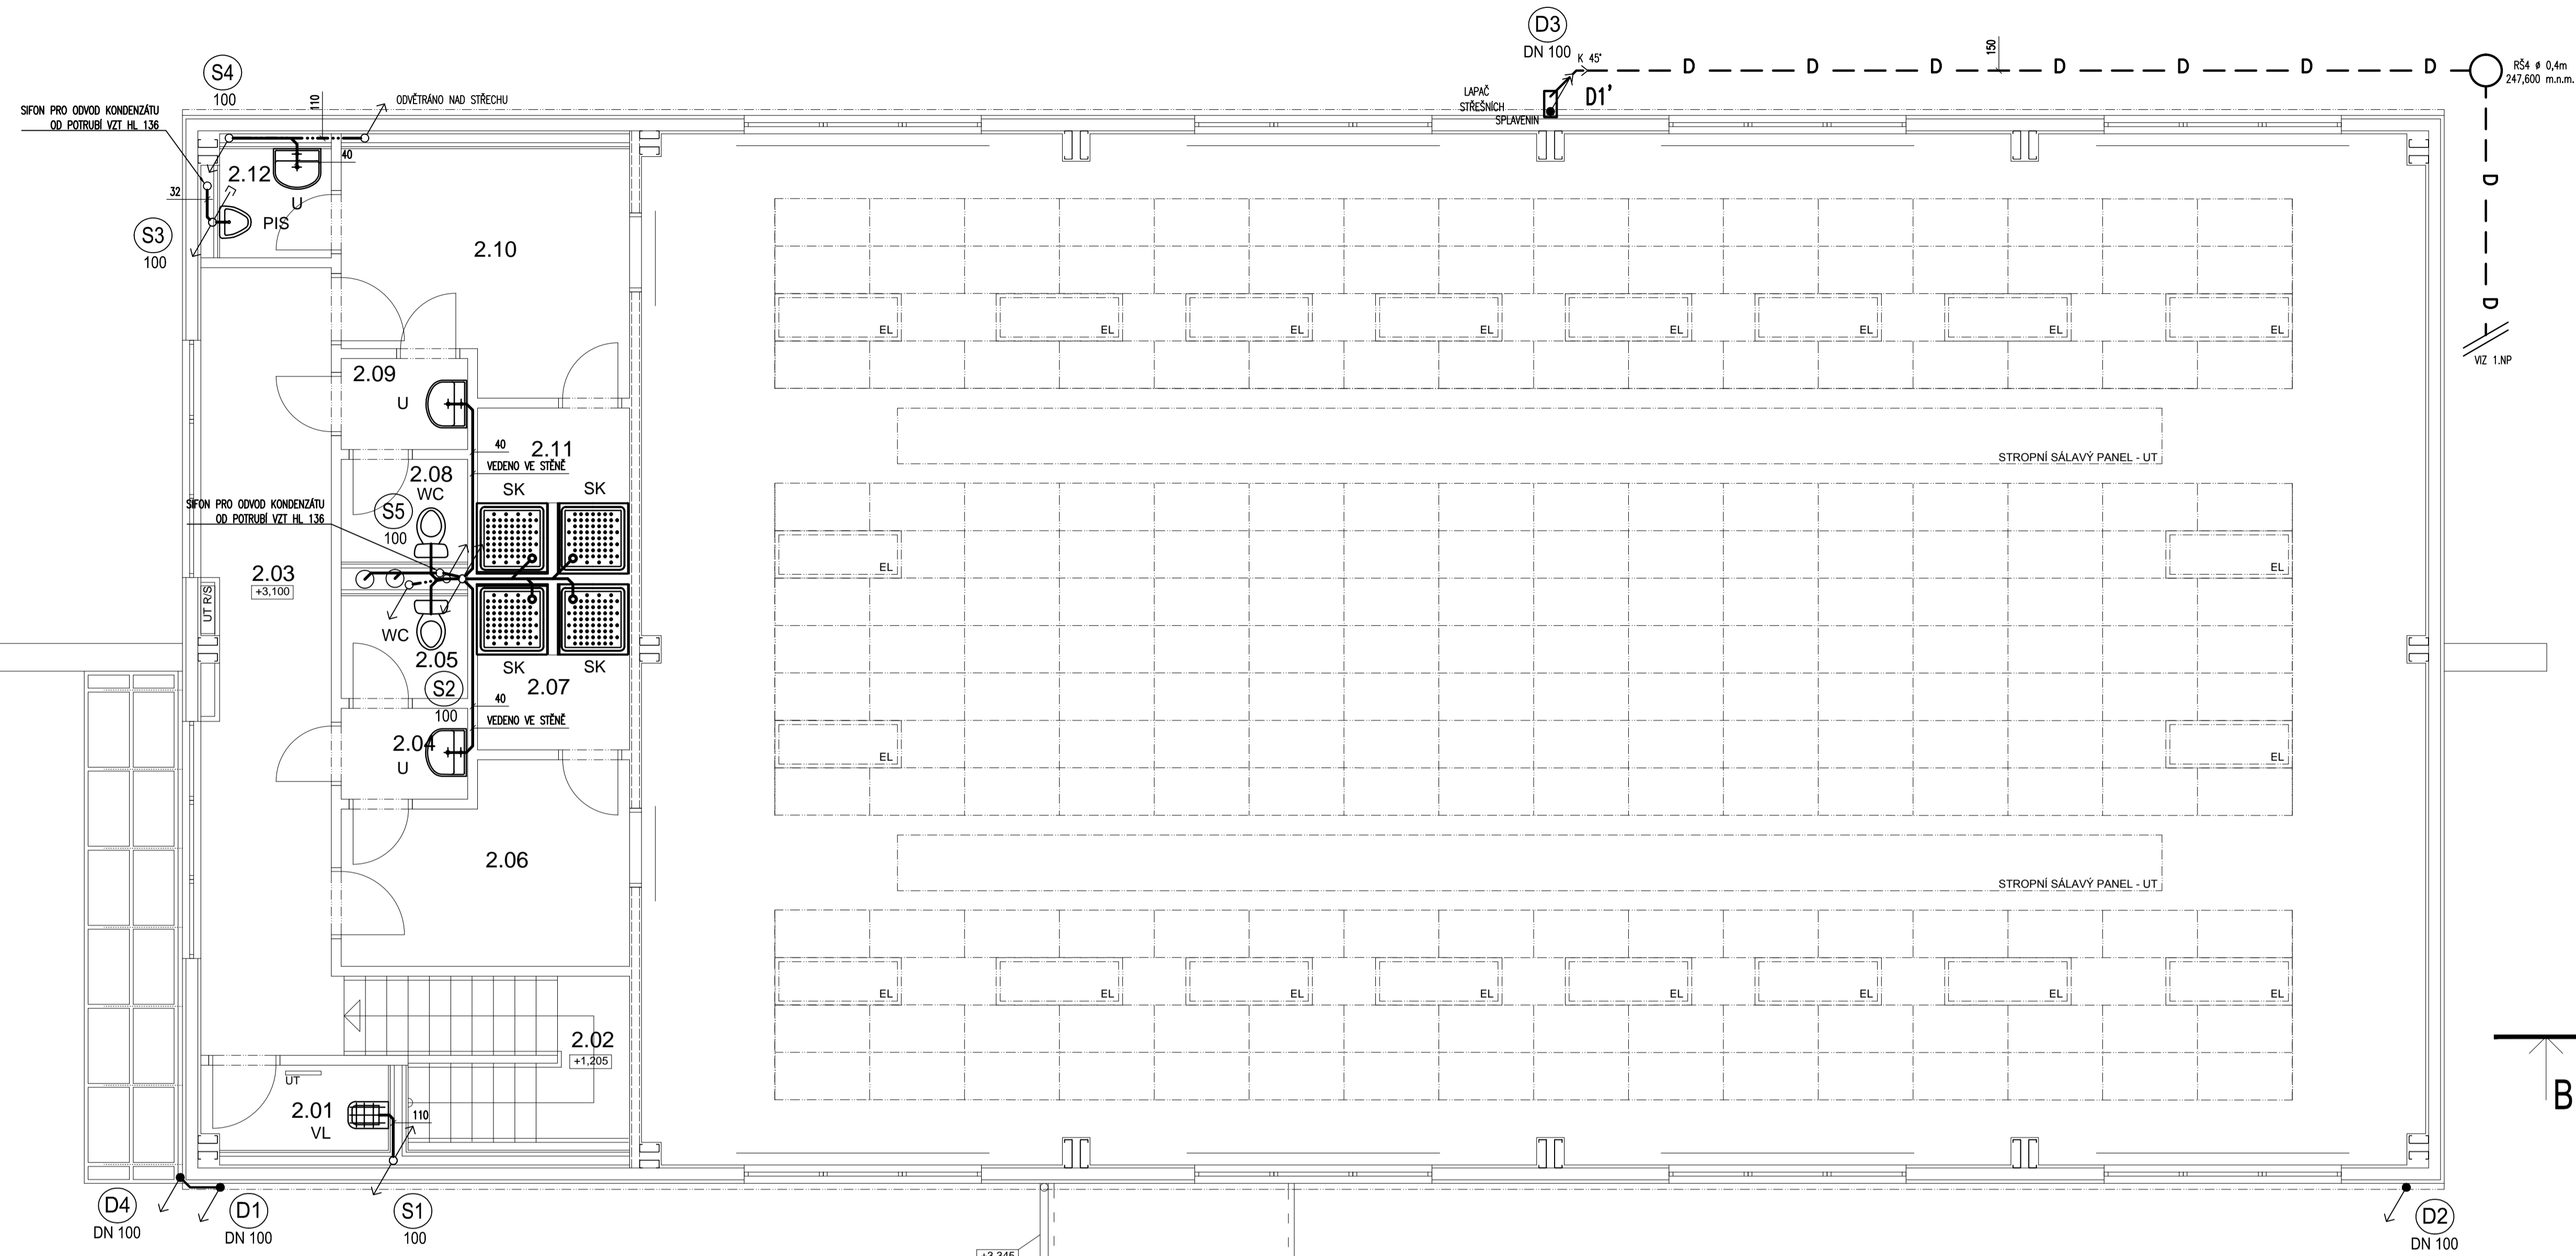 D3
DN 100
K 45°
D D D D D D D
150
RŠ4 ø 0,4m
247,600 m.n.m.
LAPAČ
STŘEŠNÍCH
SPLAVENIN
D1'
D
D
VIZ 1.NP
S4
100
110
ODVĚTRÁNO NAD STŘECHU
SIFON PRO ODVOD KONDENZÁTU
OD POTRUBÍ VZT HL 136
40
2.12
32
U
PIS
S3
100
2.10
EL EL EL EL EL EL EL EL
2.09
U
40
2.11
VEDENO VE STĚNĚ
STROPNÍ SÁLAVÝ PANEL - UT
2.08
WC
SK SK
S5
100
SIFON PRO ODVOD KONDENZÁTU
OD POTRUBÍ VZT HL 136
EL EL
2.03
+3,100
UT R/S
WC
2.05
SK SK
S2
100
2.07
40
VEDENO VE STĚNĚ
2.04
U
EL EL
2.06
STROPNÍ SÁLAVÝ PANEL - UT
EL EL EL EL EL EL EL EL
2.02
+1,205
UT
2.01
VL
110
B
D4
DN 100
D1
DN 100
S1
100
D2
DN 100
+3,345